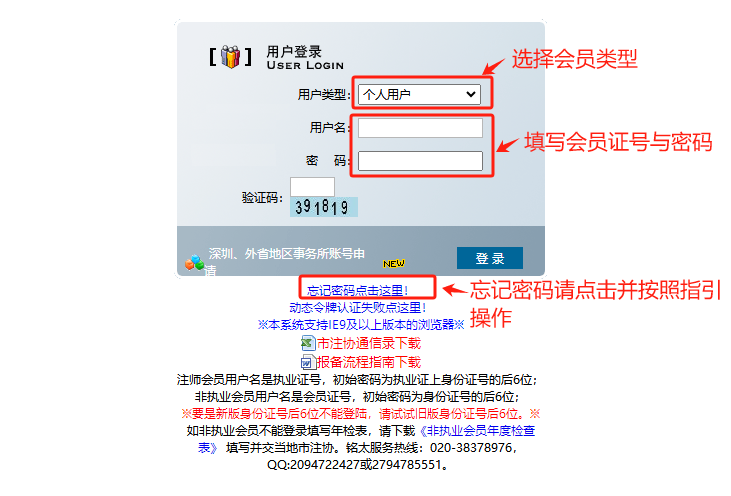 用户登录
USER LOGIN
选择会员类型
用户类型：个人用户
用户名：
填写会员证号与密码
密 码：
验证码：
391819
深圳、外省地区事务所账号申请
NEW
登 录
忘记密码点击这里！
忘记密码请点击并按照指引操作
动态令牌认证失败点这里！
※本系统支持IE9及以上版本的浏览器※
市注协通信录下载
报备流程指南下载
注师会员用户名是执业证号，初始密码为执业证上身份证号的后6位；
非执业会员用户名是会员证号，初始密码为身份证号的后6位；
※要是新版身份证号后6位不能登陆，请试试旧版身份证号后6位。※
如非执业会员不能登录填写年检表，请下载《非执业会员年度检查
表》 填写并交当地市注协。铭太服务热线：020-38378976，
QQ:2094722427或2794785551。